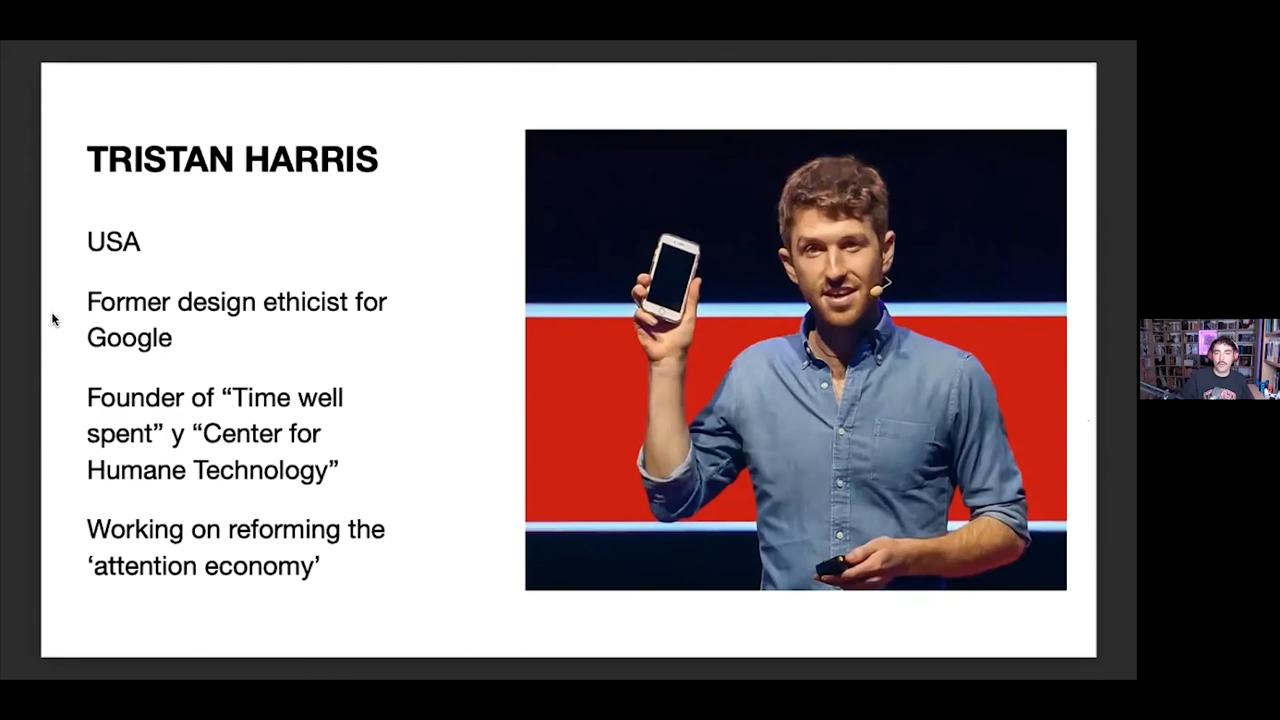 TRISTAN HARRIS
USA
Former design ethicist for
Google
Founder of “Time well
spent” y “Center for
Humane Technology”
Working on reforming the
‘attention economy’